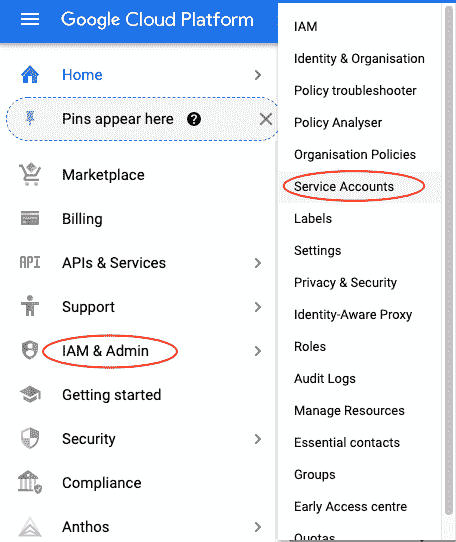 Google Cloud Platform
Home
Pins appear here ?
Marketplace
Billing
API APIs & Services
Support
IAM & Admin
Getting started
Security
Compliance
Anthos
IAM
Identity & Organisation
Policy troubleshooter
Policy Analyser
Organisation Policies
Service Accounts
Labels
Settings
Privacy & Security
Identity-Aware Proxy
Roles
Audit Logs
Manage Resources
Essential contacts
Groups
Early Access centre
Quotas